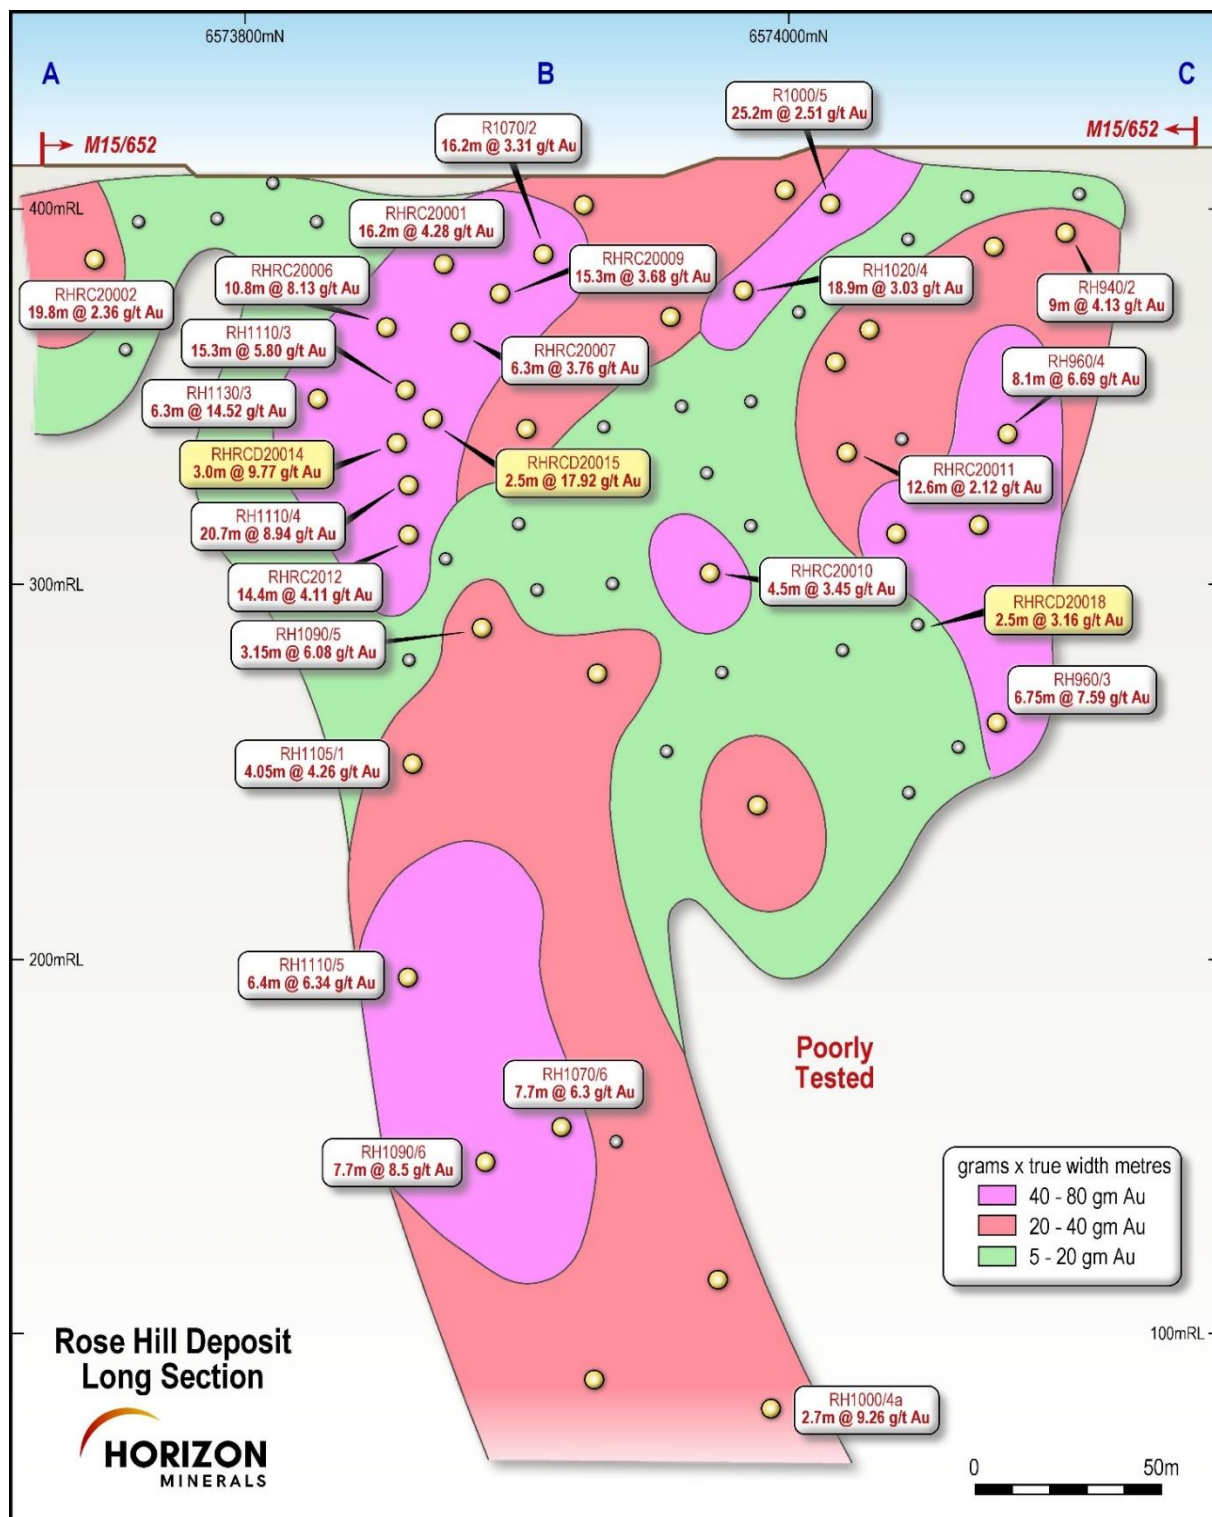 6573800mN
6574000mN
A
B
C
M15/652
M15/652
R1000/5
25.2m @ 2.51 g/t Au
R1070/2
16.2m @ 3.31 g/t Au
400mRL
RHRC20001
16.2m @ 4.28 g/t Au
RHRC20009
15.3m @ 3.68 g/t Au
RH1020/4
18.9m @ 3.03 g/t Au
RH940/2
9m @ 4.13 g/t Au
RHRC20006
10.8m @ 8.13 g/t Au
RHRC20002
19.8m @ 2.36 g/t Au
RH1110/3
15.3m @ 5.80 g/t Au
RHRC20007
6.3m @ 3.76 g/t Au
RH960/4
8.1m @ 6.69 g/t Au
RH1130/3
6.3m @ 14.52 g/t Au
RHRCD20014
3.0m @ 9.77 g/t Au
RHRCD20015
2.5m @ 17.92 g/t Au
RHRC20011
12.6m @ 2.12 g/t Au
RH1110/4
20.7m @ 8.94 g/t Au
300mRL
RHRC2012
14.4m @ 4.11 g/t Au
RHRC20010
4.5m @ 3.45 g/t Au
RHRCD20018
2.5m @ 3.16 g/t Au
RH1090/5
3.15m @ 6.08 g/t Au
RH960/3
6.75m @ 7.59 g/t Au
RH1105/1
4.05m @ 4.26 g/t Au
200mRL
RH1110/5
6.4m @ 6.34 g/t Au
Poorly
Tested
RH1070/6
7.7m @ 6.3 g/t Au
RH1090/6
7.7m @ 8.5 g/t Au
grams x true width metres
40 - 80 gm Au
20 - 40 gm Au
5 - 20 gm Au
100mRL
Rose Hill Deposit
Long Section
RH1000/4a
2.7m @ 9.26 g/t Au
HORIZON
MINERALS
0
50m